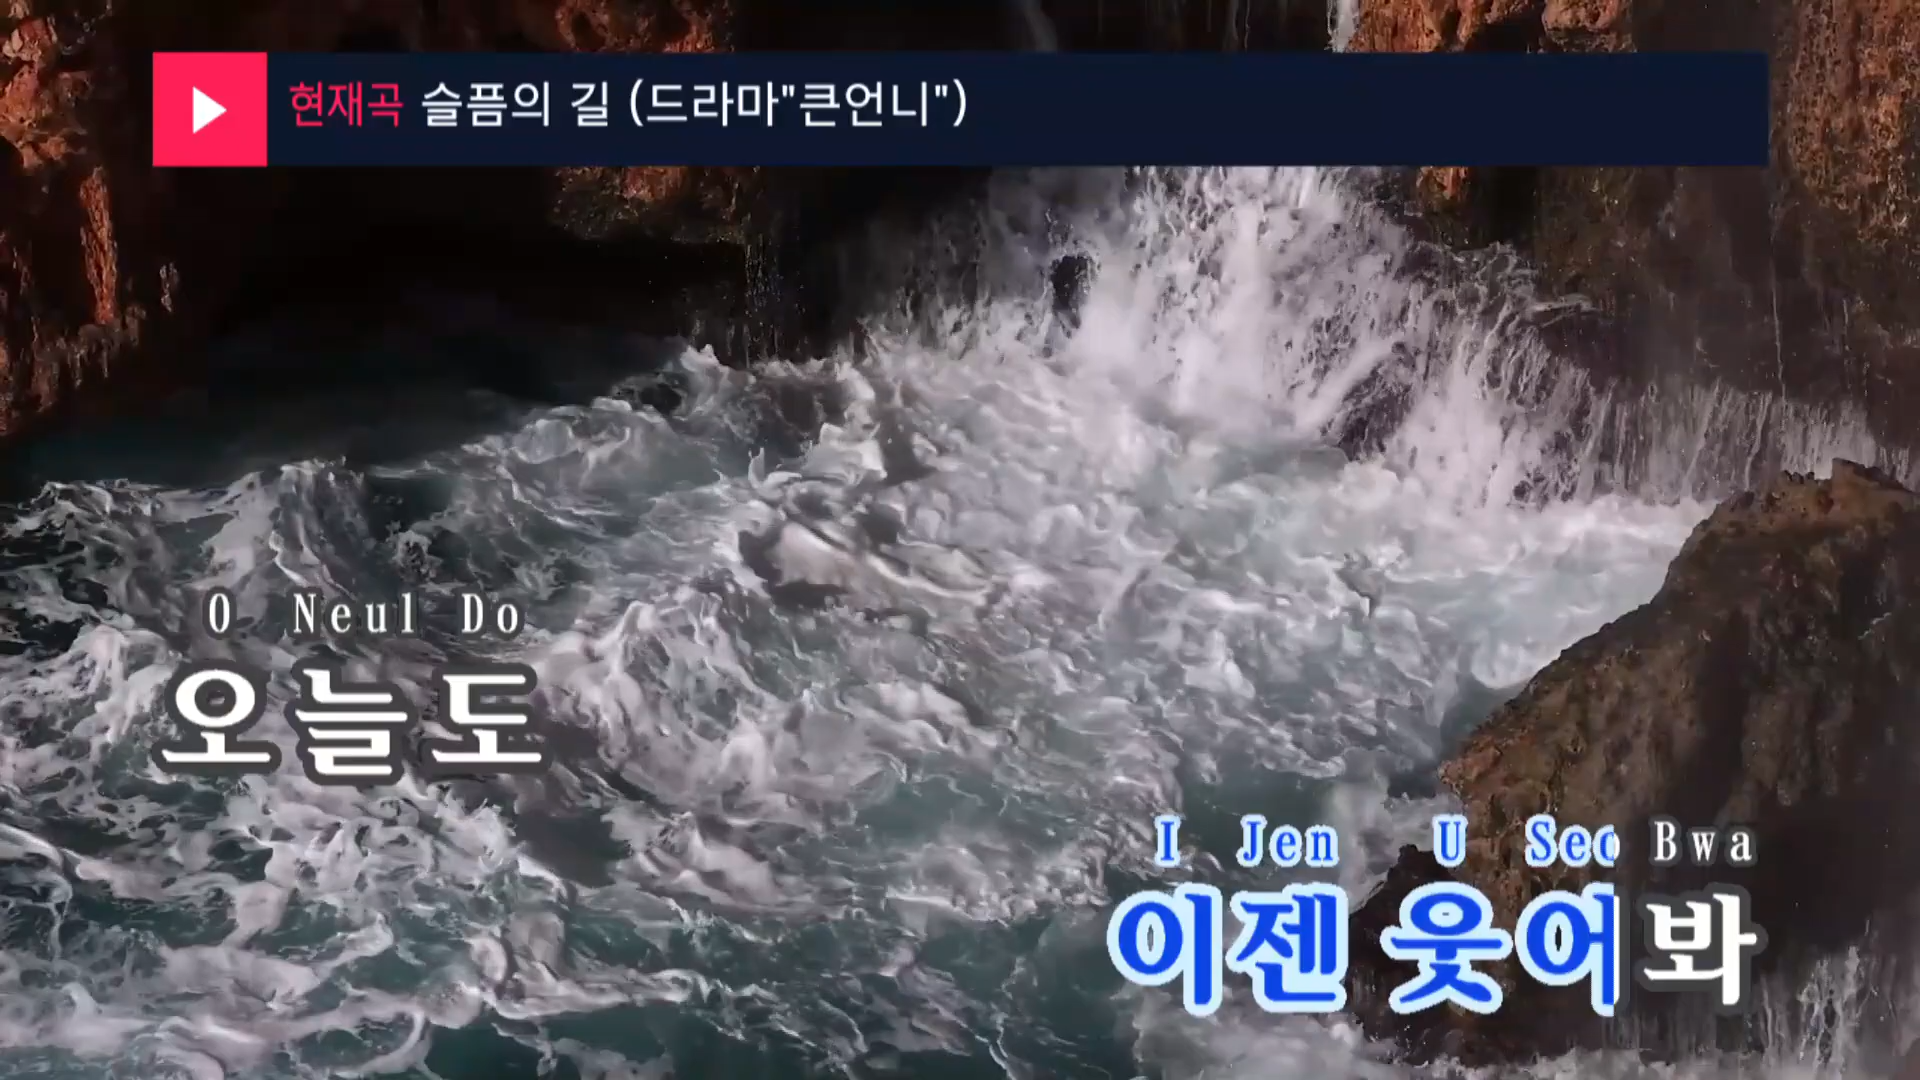 현재곡 슬픔의 길 (드라마"큰언니")
O Neul Do
오늘도
I Jen U Seo Bwa
이젠 웃어 봐